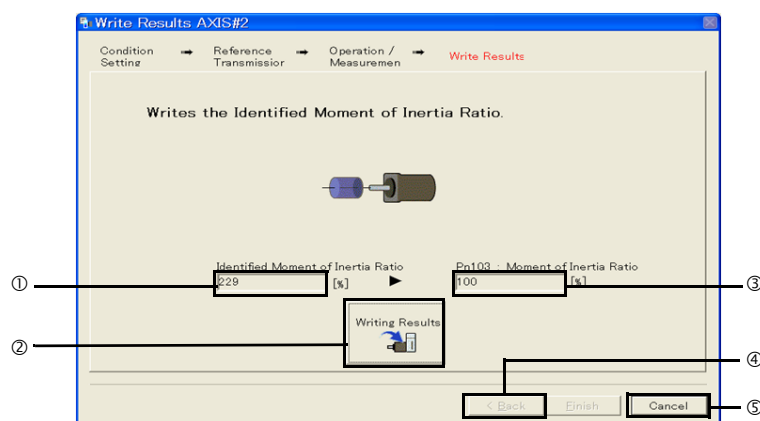 Write Results AXIS#2
Condition Setting
Reference Transmissior
Operation / Measuremen
Write Results
Writes the Identified Moment of Inertia Ratio.
Identified Moment of Inertia Ratio
Pn103 : Moment of Inertia Ratio
① 229 [%] 100 [%] ③
Writing Results
②
④
< Back Finish Cancel ⑤